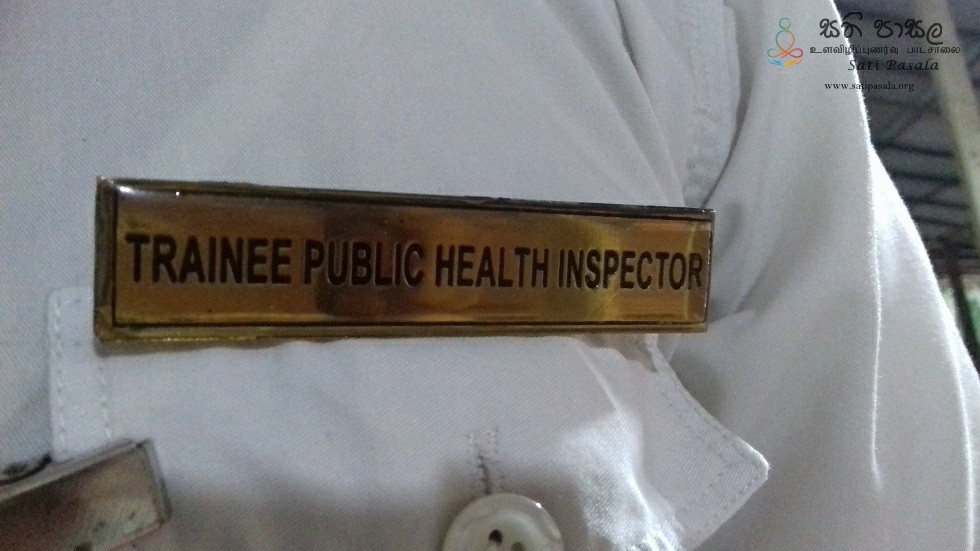 සති පාසල
உளவிழிப்புணர்வு பாடசாலை
Sati Pasala
www.satipasala.org
TRAINEE PUBLIC HEALTH INSPECTOR